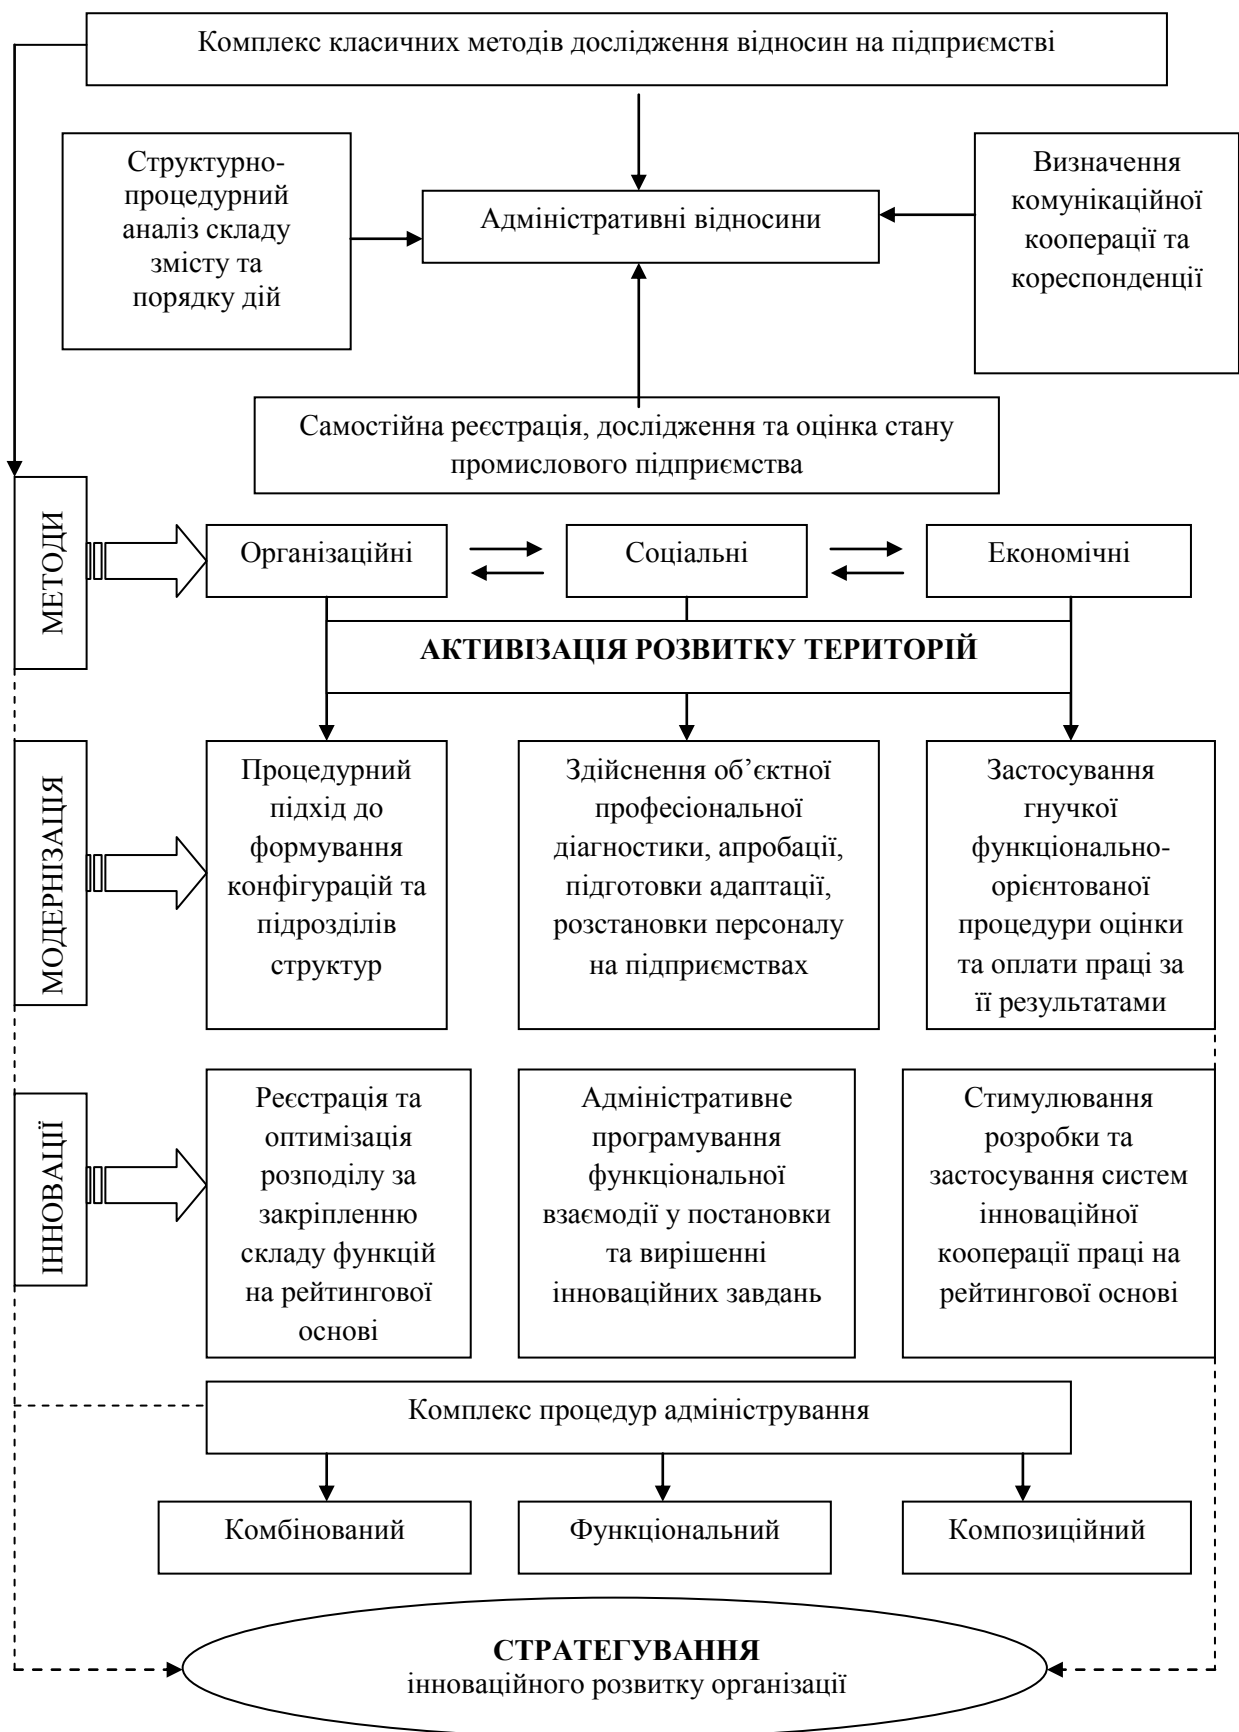 Комплекс класичних методів дослідження відносин на підприємстві
Структурно-
процедурний
аналіз складу
змісту та
порядку дій
Адміністративні відносини
Визначення
комунікаційної
кооперації та
кореспонденції
Самостійна реєстрація, дослідження та оцінка стану
промислового підприємства
МЕТОДИ
Організаційні
Соціальні
Економічні
АКТИВІЗАЦІЯ РОЗВИТКУ ТЕРИТОРІЙ
МОДЕРНІЗАЦІЯ
Процедурний
підхід до
формування
конфігурацій та
підрозділів
структур
Здійснення об’єктної
професіональної
діагностики, апробації,
підготовки адаптації,
розстановки персоналу
на підприємствах
Застосування
гнучкої
функціонально-
орієнтованої
процедури оцінки
та оплати праці за
її результатами
ІННОВАЦІЇ
Реєстрація та
оптимізація
розподілу за
закріпленню
складу функцій
на рейтингової
основі
Адміністративне
програмування
функціональної
взаємодії у постановки
та вирішенні
інноваційних завдань
Стимулювання
розробки та
застосування систем
інноваційної
кооперації праці на
рейтингової основі
Комплекс процедур адміністрування
Комбінований
Функціональний
Композиційний
СТРАТЕГУВАННЯ
інноваційного розвитку організації